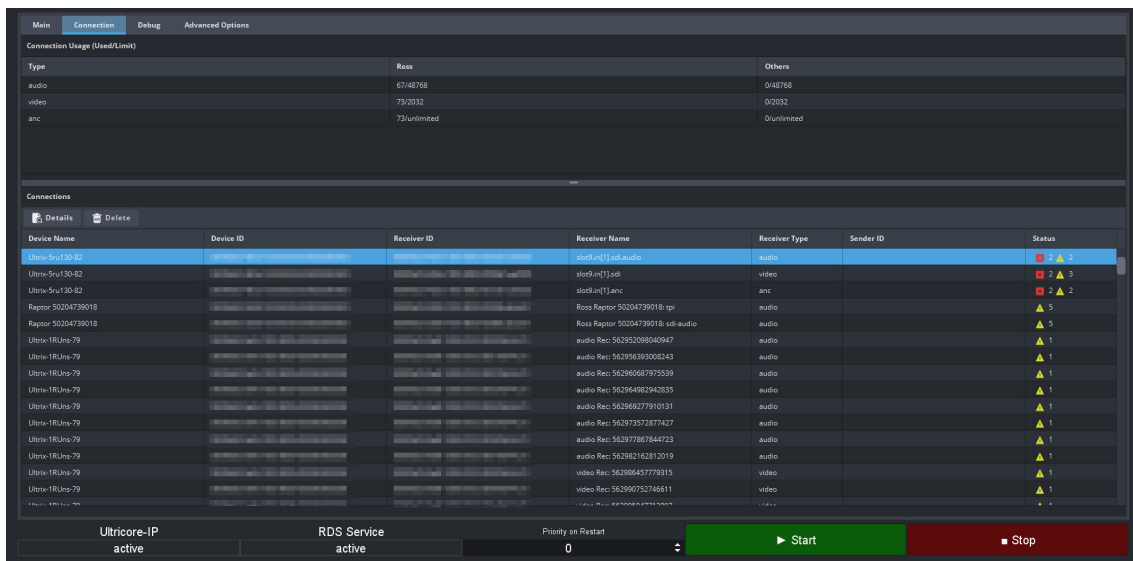 Main Connection Debug Advanced Options
Connection Usage (Used/Limit)
Type Ross Others
audio 67/48768 0/48768
video 73/2032 0/2032
anc 73/unlimited 0/unlimited
Connections
Details Delete
Device Name Device ID Receiver ID Receiver Name Receiver Type Sender ID Status
Ultrix-5ru130-82 slot9.in[1].sdi.audio audio 2 2
Ultrix-5ru130-82 slot9.in[1].sdi video 2 3
Ultrix-5ru130-82 slot9.in[1].anc anc 2 2
Raptor 50204739018 Ross Raptor 50204739018: tpi audio 5
Raptor 50204739018 Ross Raptor 50204739018: sdi-audio audio 5
Ultrix-1RUns-79 audio Rec: 562952098040947 audio 1
Ultrix-1RUns-79 audio Rec: 562956393008243 audio 1
Ultrix-1RUns-79 audio Rec: 562960687975539 audio 1
Ultrix-1RUns-79 audio Rec: 562964982942835 audio 1
Ultrix-1RUns-79 audio Rec: 562969277910131 audio 1
Ultrix-1RUns-79 audio Rec: 562973572877427 audio 1
Ultrix-1RUns-79 audio Rec: 562977867844723 audio 1
Ultrix-1RUns-79 audio Rec: 562982162812019 audio 1
Ultrix-1RUns-79 video Rec: 562986457779315 video 1
Ultrix-1RUns-79 video Rec: 562990752746611 video 1
Ultricore-IP RDS Service Priority on Restart
active active 0 Start Stop